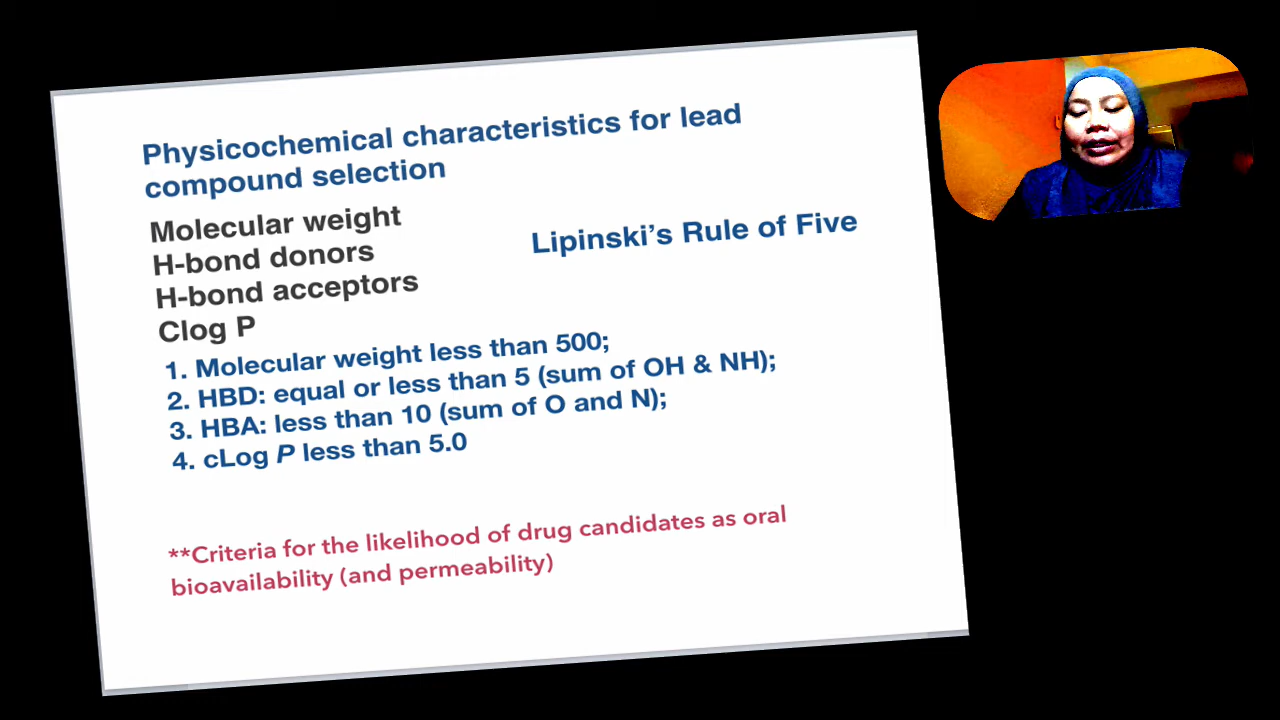 Physicochemical characteristics for lead
compound selection
Molecular weight
H-bond donors
H-bond acceptors
Clog P
Lipinski’s Rule of Five
1. Molecular weight less than 500;
2. HBD: equal or less than 5 (sum of OH & NH);
3. HBA: less than 10 (sum of O and N);
4. cLog P less than 5.0
**Criteria for the likelihood of drug candidates as oral
bioavailability (and permeability)